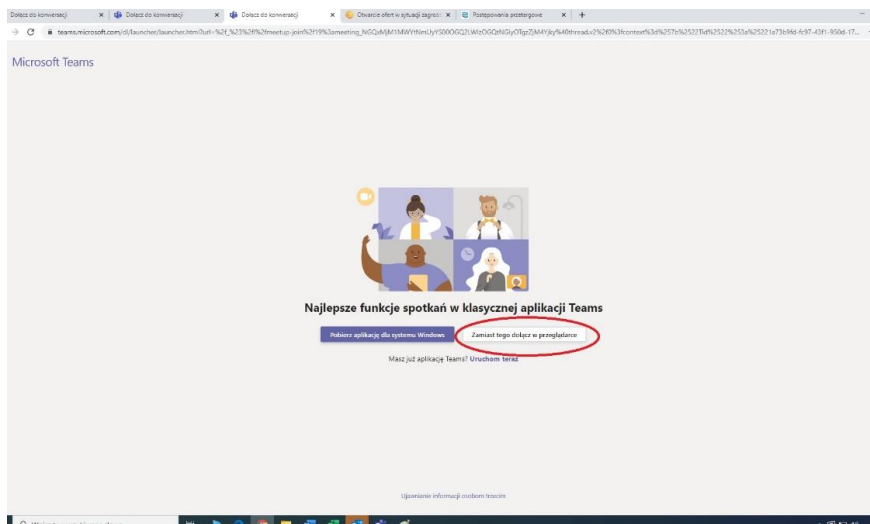 Dołącz do konwersacji
Dołącz do konwersacji
Dołącz do konwersacji
Otwarcie ofert w sytuacji zagroż
Postępowania przetargowe
Microsoft Teams
Najlepsze funkcje spotkań w klasycznej aplikacji Teams
Pobierz aplikację dla systemu Windows
Zamiast tego dołącz w przeglądarce
Masz już aplikację Teams? Uruchom teraz
Ujawnianie informacji osobom trzecim